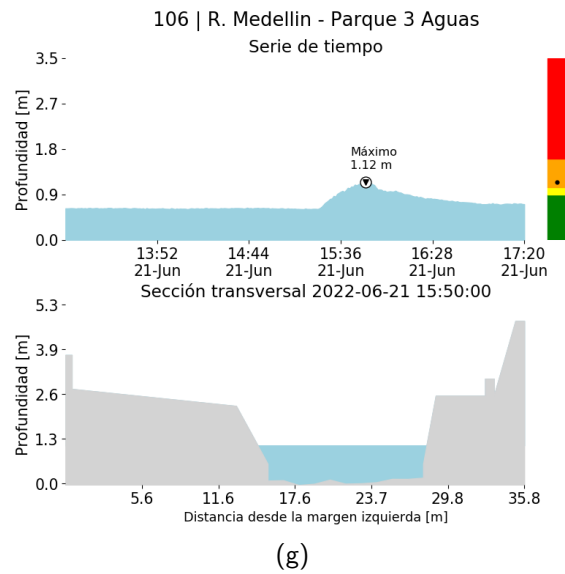 106 | R. Medellin - Parque 3 Aguas
Serie de tiempo
Profundidad [m]
3.5
2.7
1.8
0.9
0.0
Máximo
1.12 m
13:52 14:44 15:36 16:28 17:20
21-Jun 21-Jun 21-Jun 21-Jun 21-Jun
Sección transversal 2022-06-21 15:50:00
Profundidad [m]
5.3
3.9
2.6
1.3
0.0
5.6 11.6 17.6 23.7 29.8 35.8
Distancia desde la margen izquierda [m]
(g)